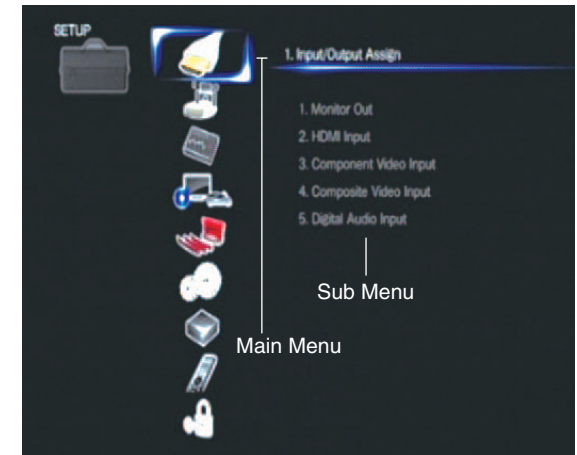 SETUP
1. Input/Output Assign
1. Monitor Out
2. HDMI Input
3. Component Video Input
4. Composite Video Input
5. Digital Audio Input
Sub Menu
Main Menu